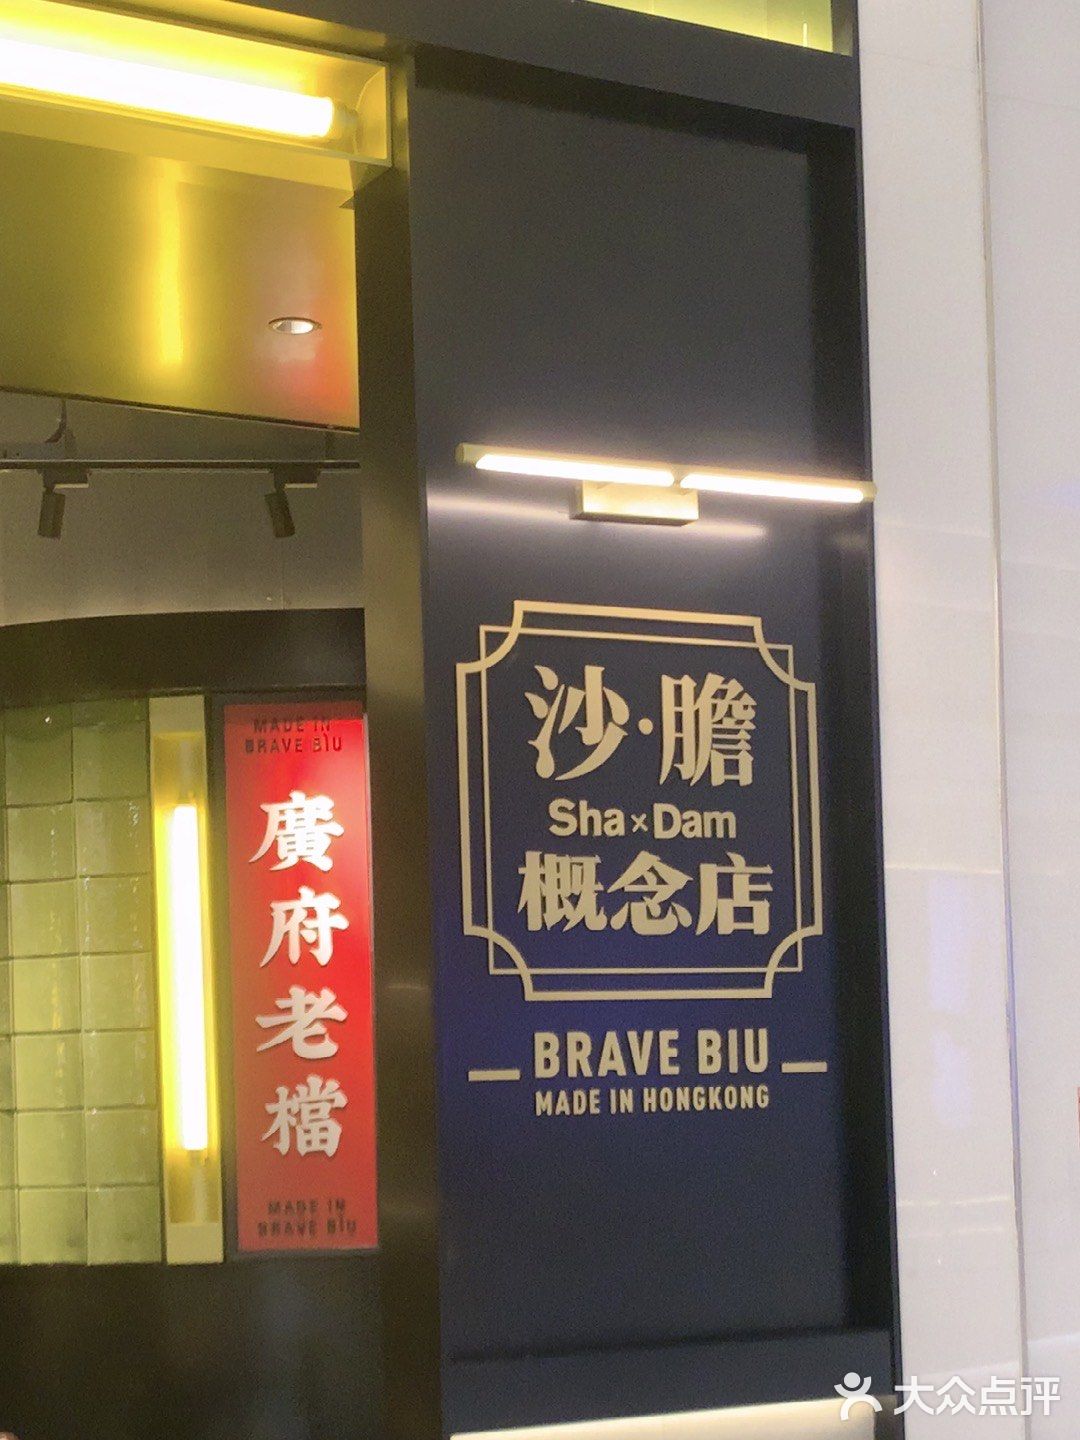 MADE IN
BRAVE BIU
廣府老檔
MADE IN
BRAVE BIU
沙·膽
Sha×Dam
概念店
BRAVE BIU
MADE IN HONGKONG
大众点评